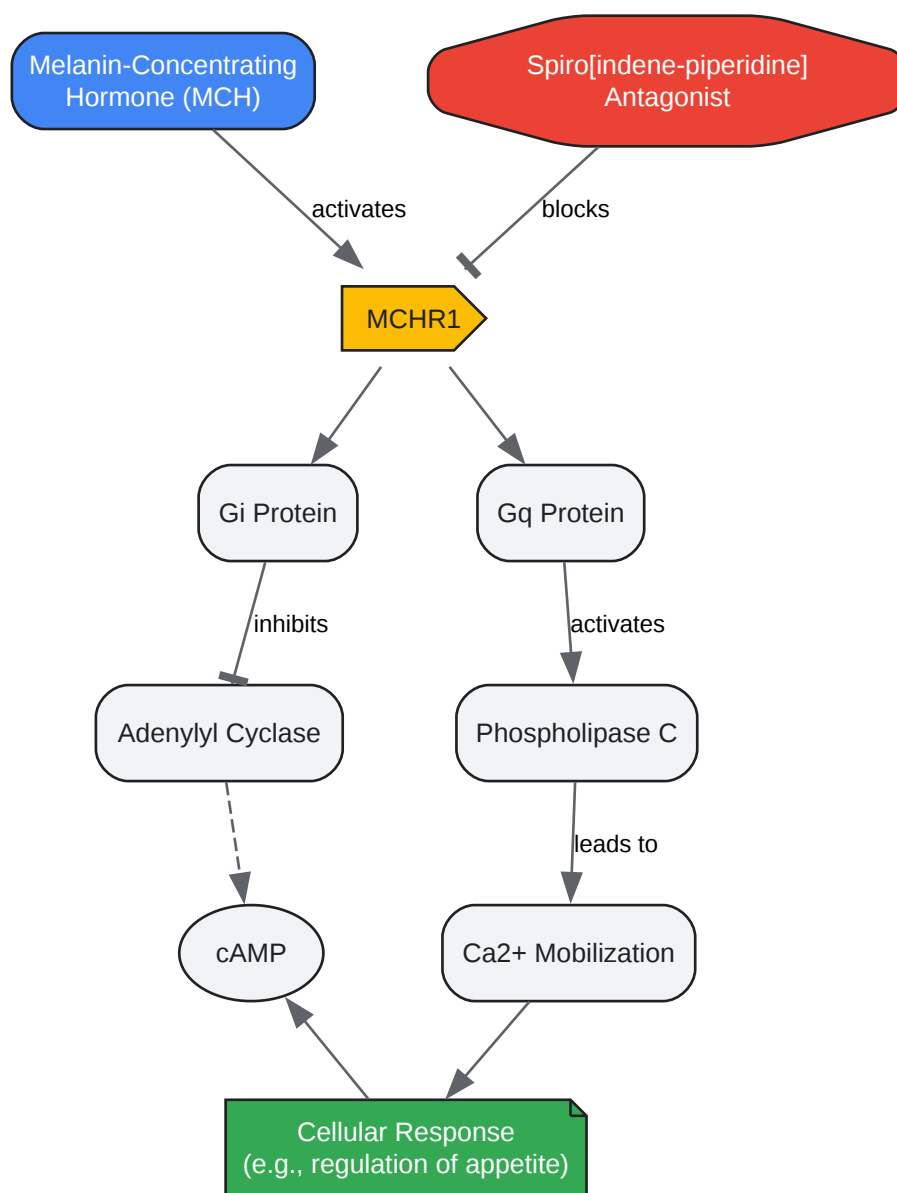 Melanin-Concentrating
Hormone (MCH)
Spiro[indene-piperidine]
Antagonist
activates
blocks
MCHR1
Gi Protein
Gq Protein
inhibits
activates
Adenylyl Cyclase
Phospholipase C
leads to
cAMP
Ca2+ Mobilization
Cellular Response
(e.g., regulation of appetite)